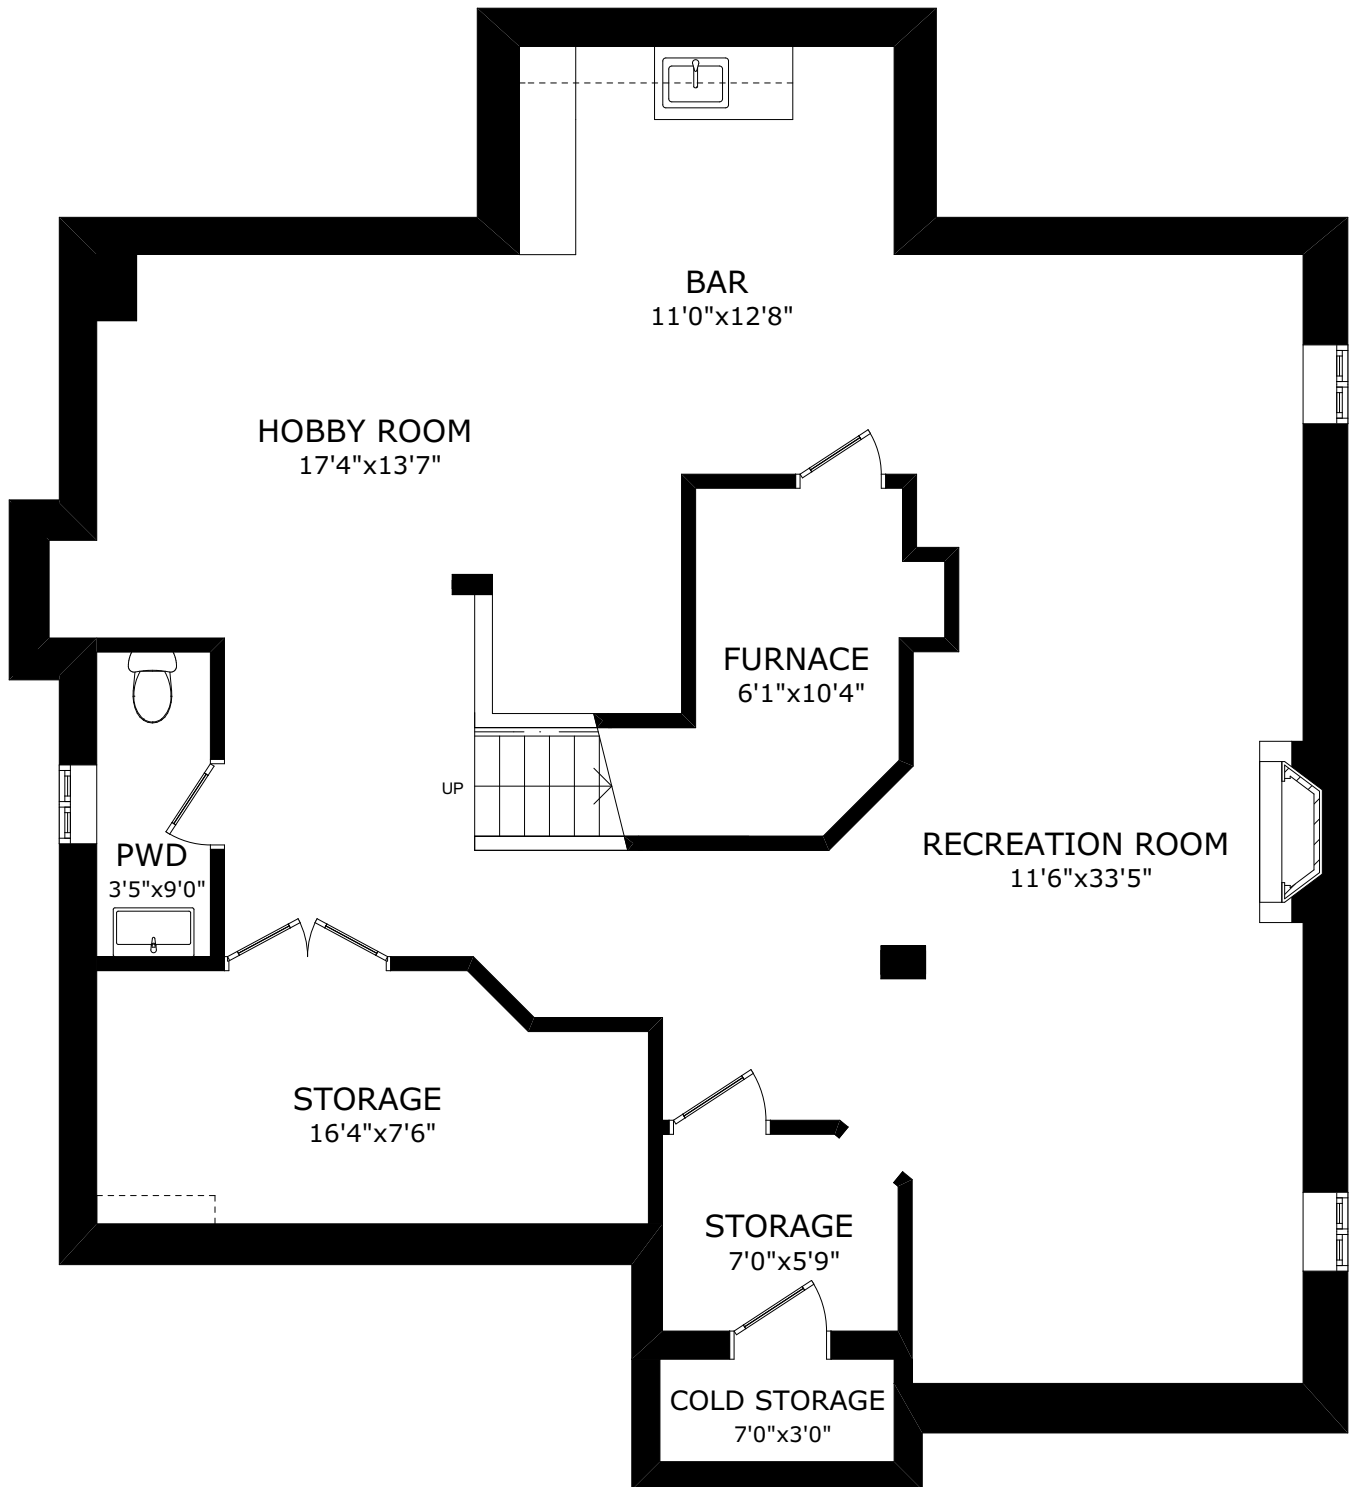 BAR
11'0"x12'8"
HOBBY ROOM
17'4"x13'7"
FURNACE
6'1"x10'4"
UP
RECREATION ROOM
11'6"x33'5"
PWD
3'5"x9'0"
STORAGE
16'4"x7'6"
STORAGE
7'0"x5'9"
COLD STORAGE
7'0"x3'0"